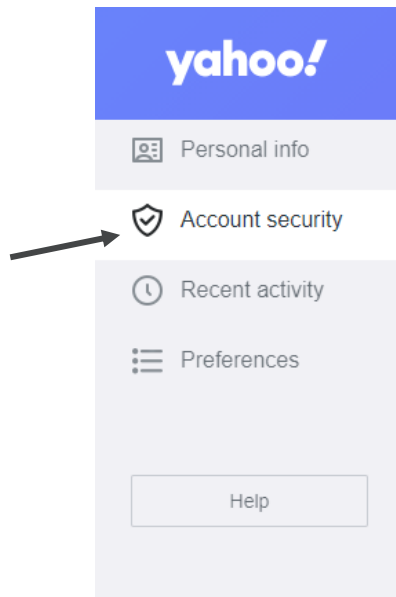 yahoo!
Personal info
Account security
Recent activity
Preferences
Help